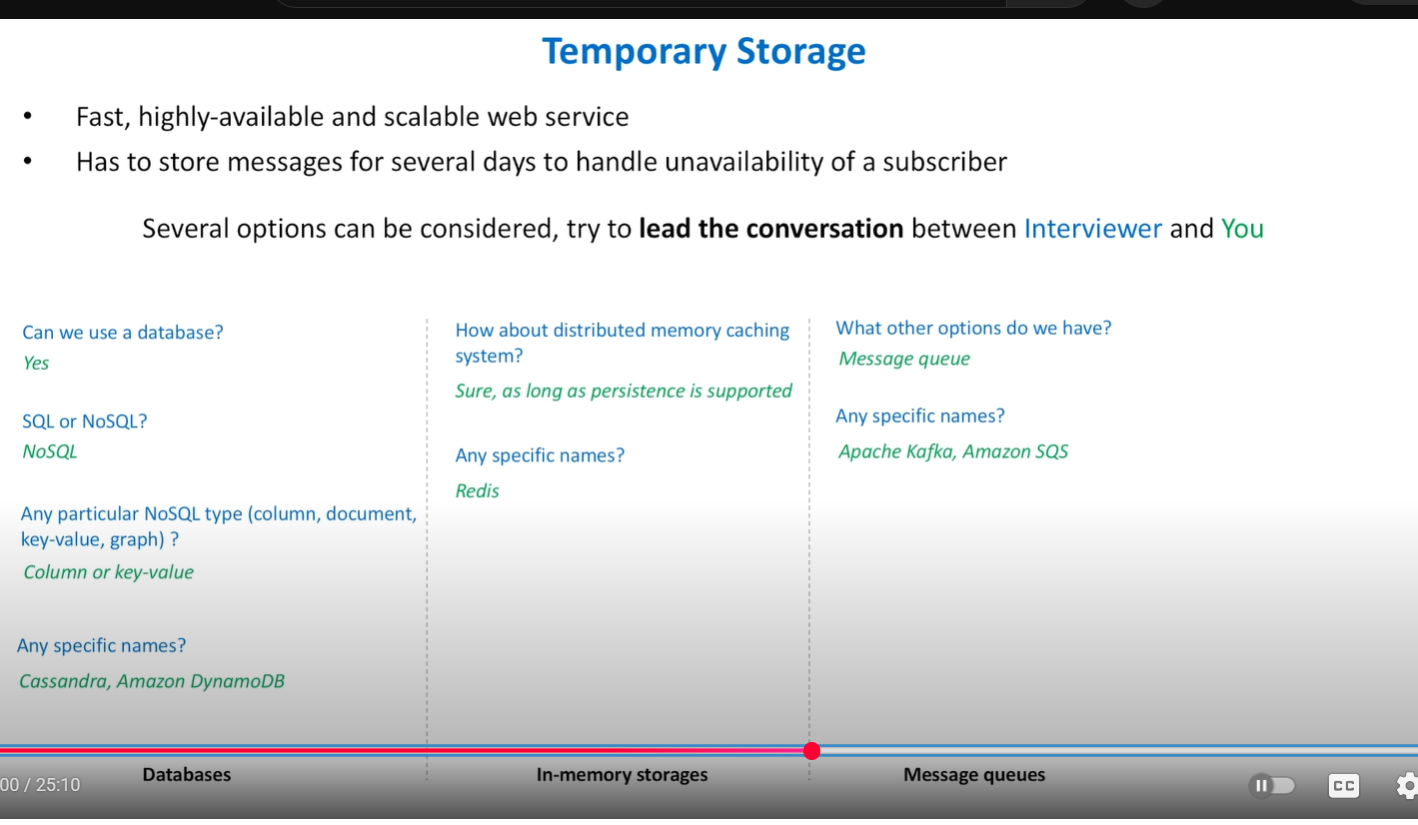 Temporary Storage
• Fast, highly-available and scalable web service
• Has to store messages for several days to handle unavailability of a subscriber
Several options can be considered, try to lead the conversation between Interviewer and You
Can we use a database?
Yes
SQL or NoSQL?
NoSQL
Any particular NoSQL type (column, document,
key-value, graph) ?
Column or key-value
Any specific names?
Cassandra, Amazon DynamoDB
Databases
How about distributed memory caching
system?
Sure, as long as persistence is supported
Any specific names?
Redis
In-memory storages
What other options do we have?
Message queue
Any specific names?
Apache Kafka, Amazon SQS
Message queues
00 / 25:10
CC